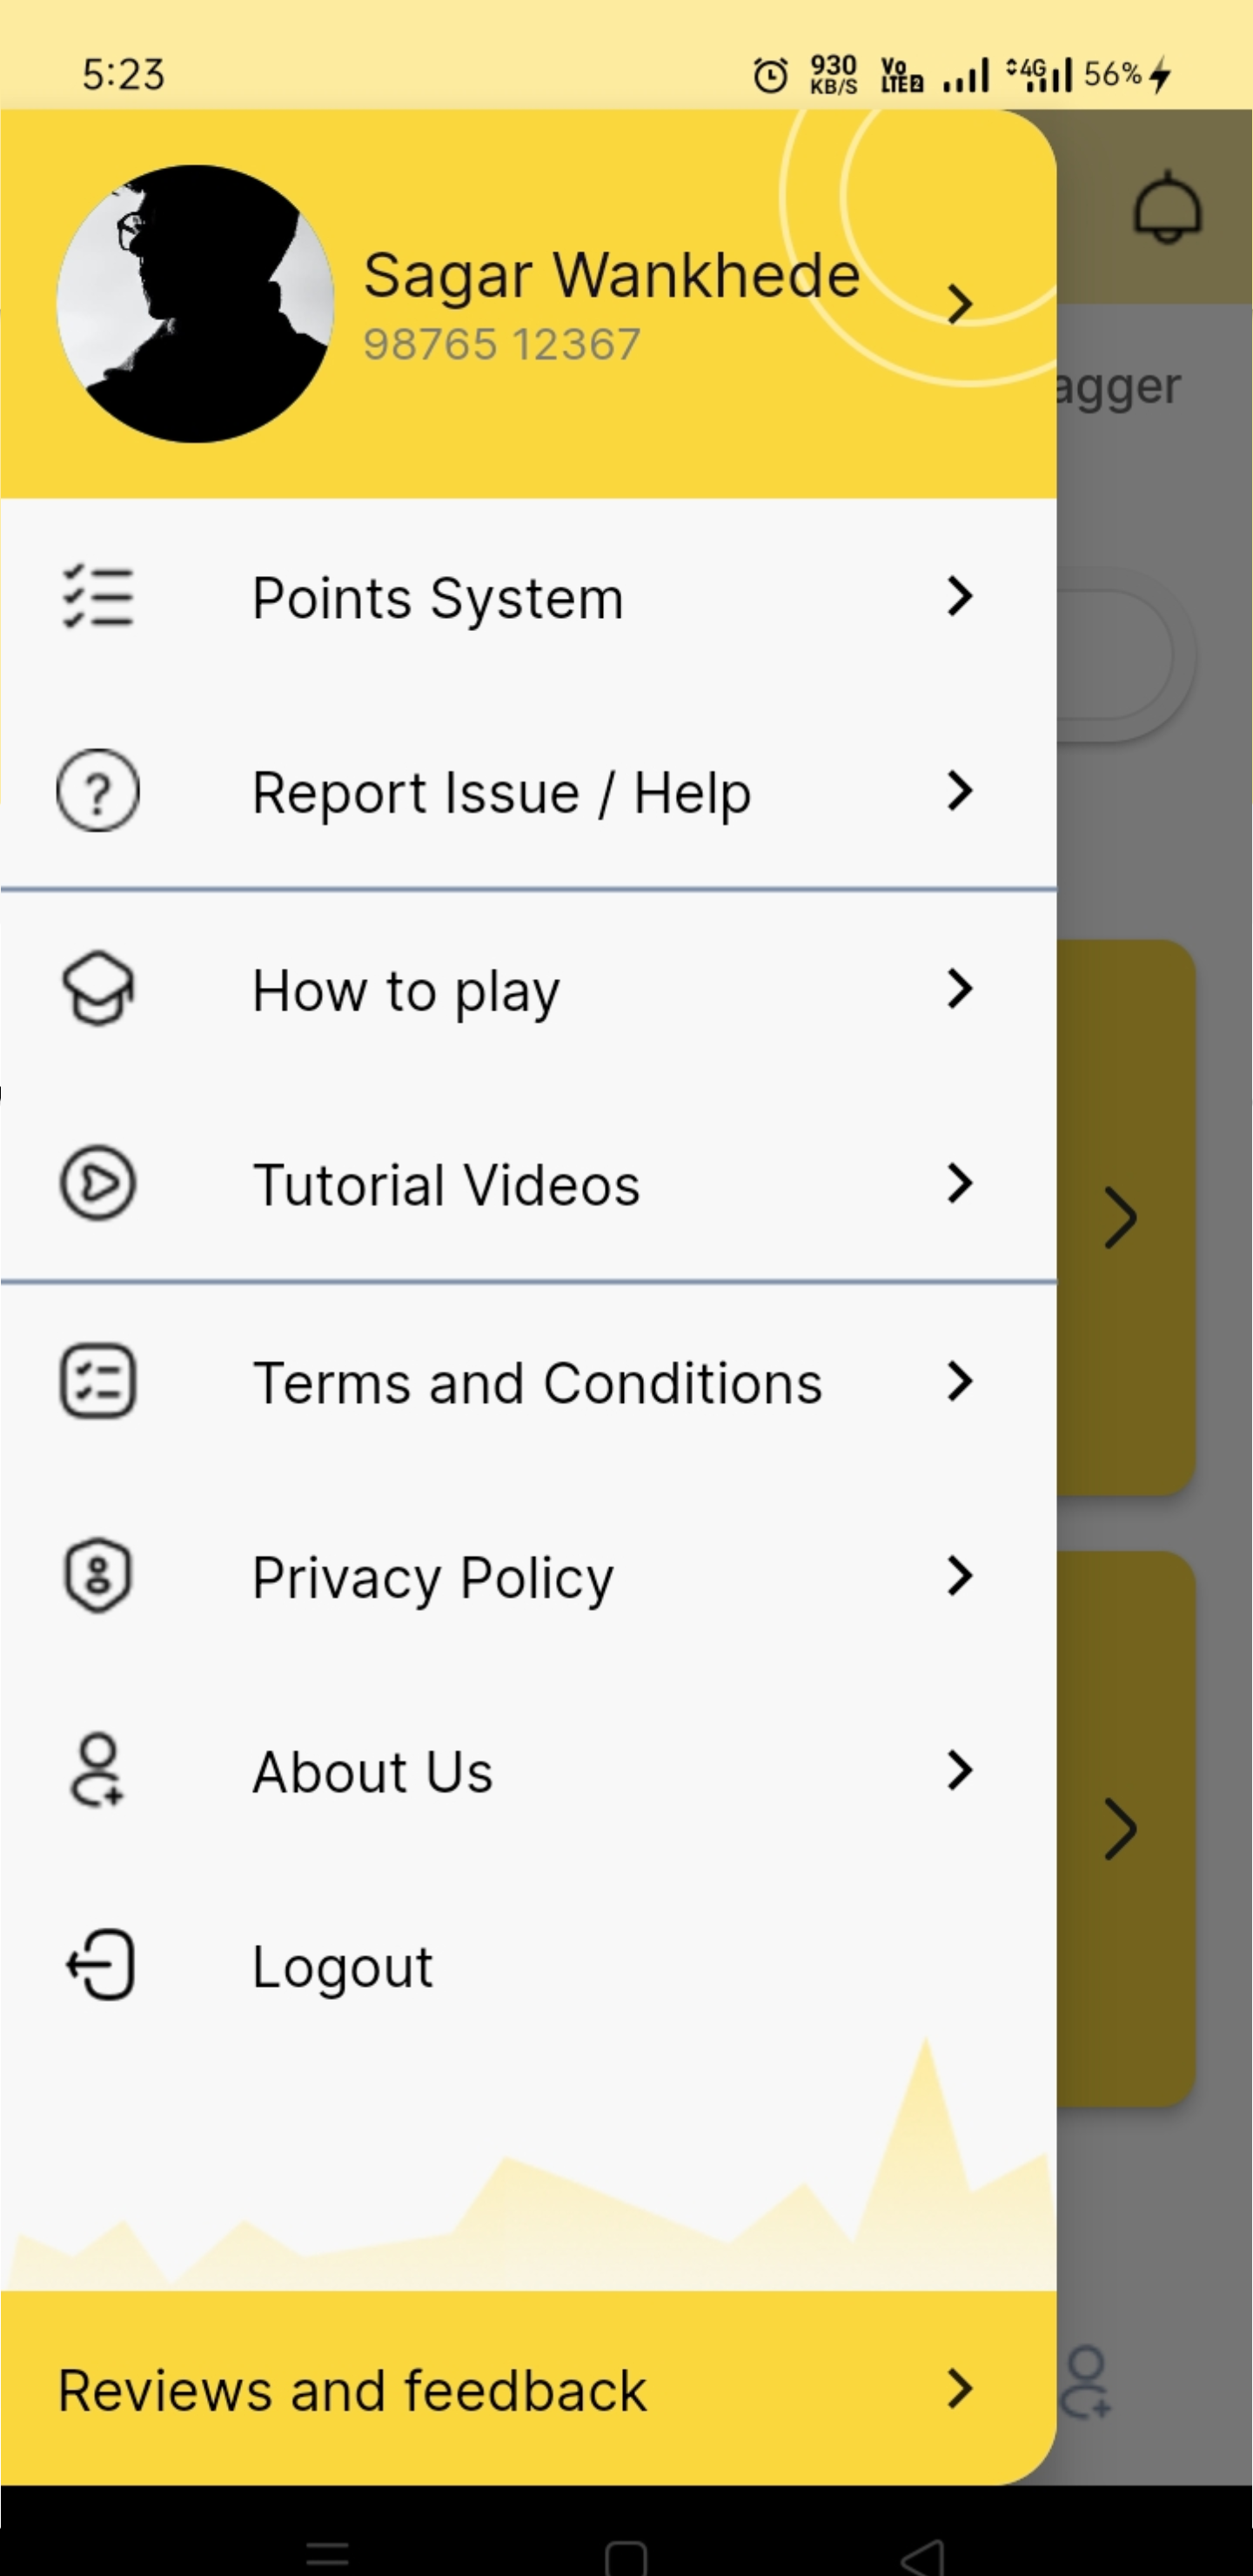 5:23
930 KB/S Vo LTE 2 4G 56%
Sagar Wankhede
98765 12367
agger
Points System
Report Issue / Help
How to play
Tutorial Videos
Terms and Conditions
Privacy Policy
About Us
Logout
Reviews and feedback